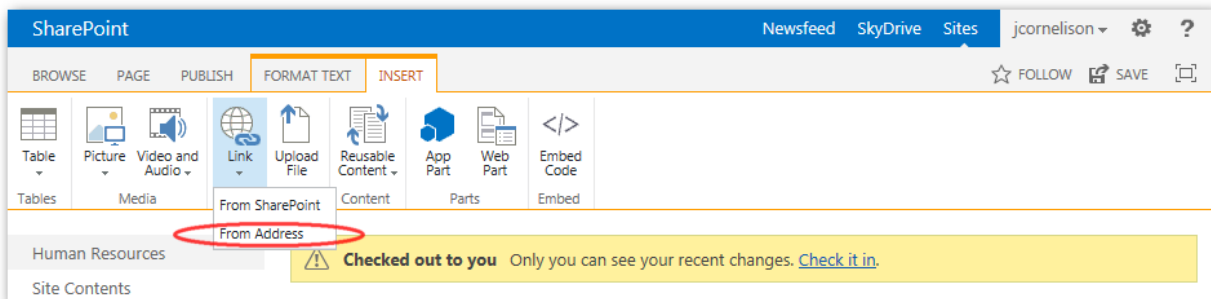 SharePoint Newsfeed SkyDrive Sites jcornelison ?
BROWSE PAGE PUBLISH FORMAT TEXT INSERT FOLLOW SAVE
Table Picture Video and Audio Link Upload File Reusable Content App Part Web Part </> Embed Code
Tables Media Content Parts Embed
From SharePoint
From Address
Human Resources
Checked out to you Only you can see your recent changes. Check it in.
Site Contents